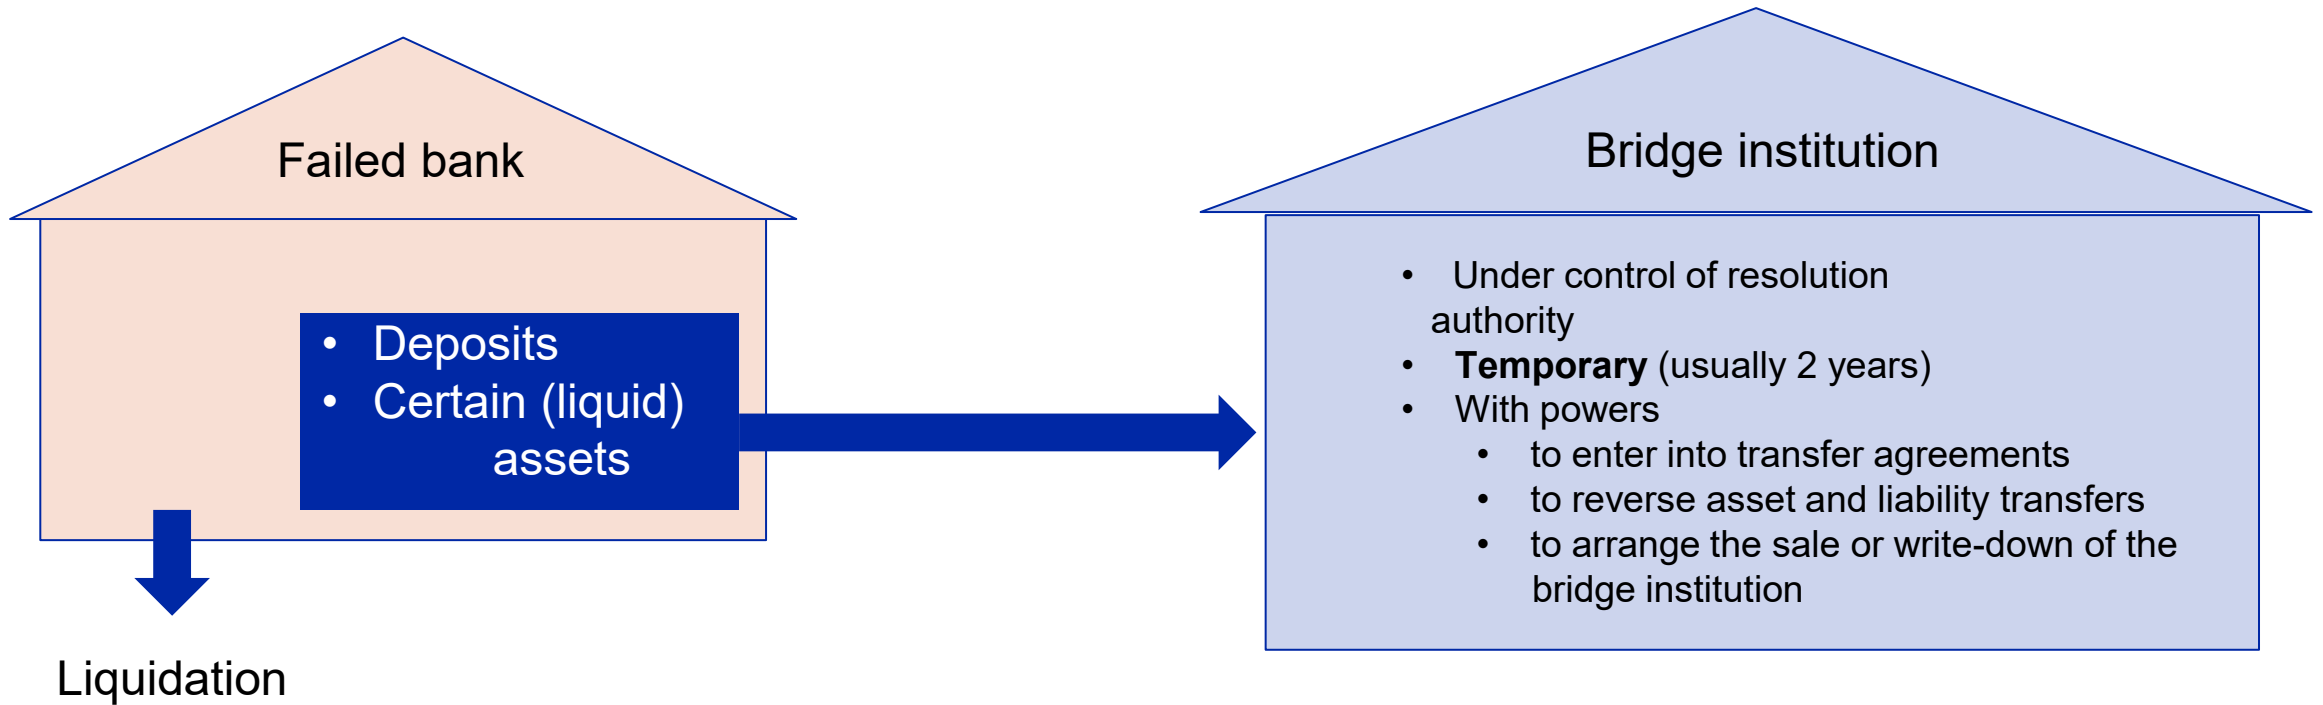 Failed bank
• Deposits
• Certain (liquid)
assets
Liquidation
Bridge institution
• Under control of resolution
authority
• Temporary (usually 2 years)
• With powers
• to enter into transfer agreements
• to reverse asset and liability transfers
• to arrange the sale or write-down of the
bridge institution